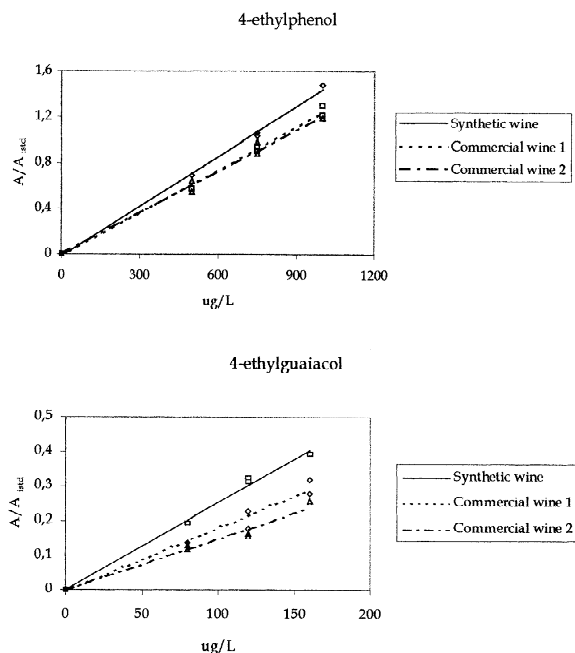 4-ethylphenol
1,6
1,2
0,8
0,4
0
A/A istd
0 300 600 900 1200
ug/L
Synthetic wine
Commercial wine 1
Commercial wine 2
4-ethylguaiacol
0,5
0,4
0,3
0,2
0,1
0
A/A istd
0 50 100 150 200
ug/L
Synthetic wine
Commercial wine 1
Commercial wine 2